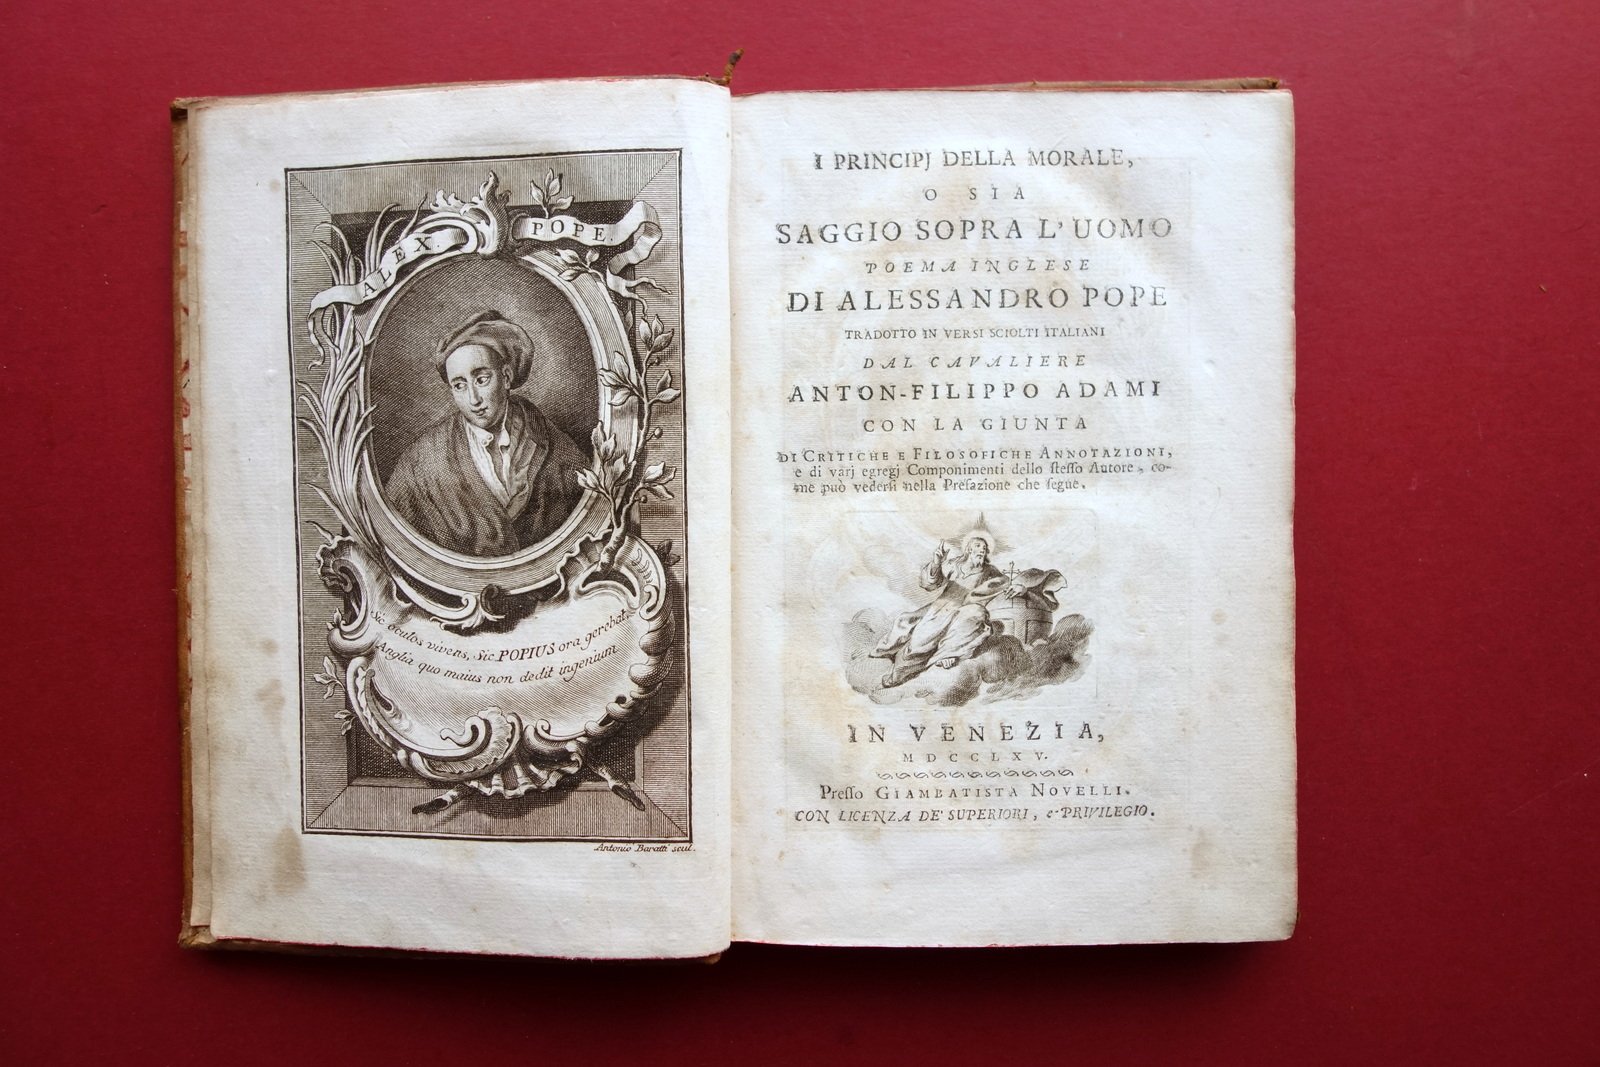 ALEX. POPE.
Sic oculos vivens, Sic POPIUS ora gerebat,
Anglia quo maius non dedit ingenium
Antonio Baratti scul.
I PRINCIPJ DELLA MORALE,
O SIA
SAGGIO SOPRA L'UOMO
POEMA INGLESE
DI ALESSANDRO POPE
TRADOTTO IN VERSI SCIOLTI ITALIANI
DAL CAVALIERE
ANTON-FILIPPO ADAMI
CON LA GIUNTA
DI CRITICHE E FILOSOFICHE ANNOTAZIONI,
e di varj egregj Componimenti dello stesso Autore, co-
me può vedersi nella Prefazione che segue.
IN VENEZIA,
MDCCLXV.
Presso GIAMBATISTA NOVELLI.
CON LICENZA DE' SUPERIORI, e PRIVILEGIO.